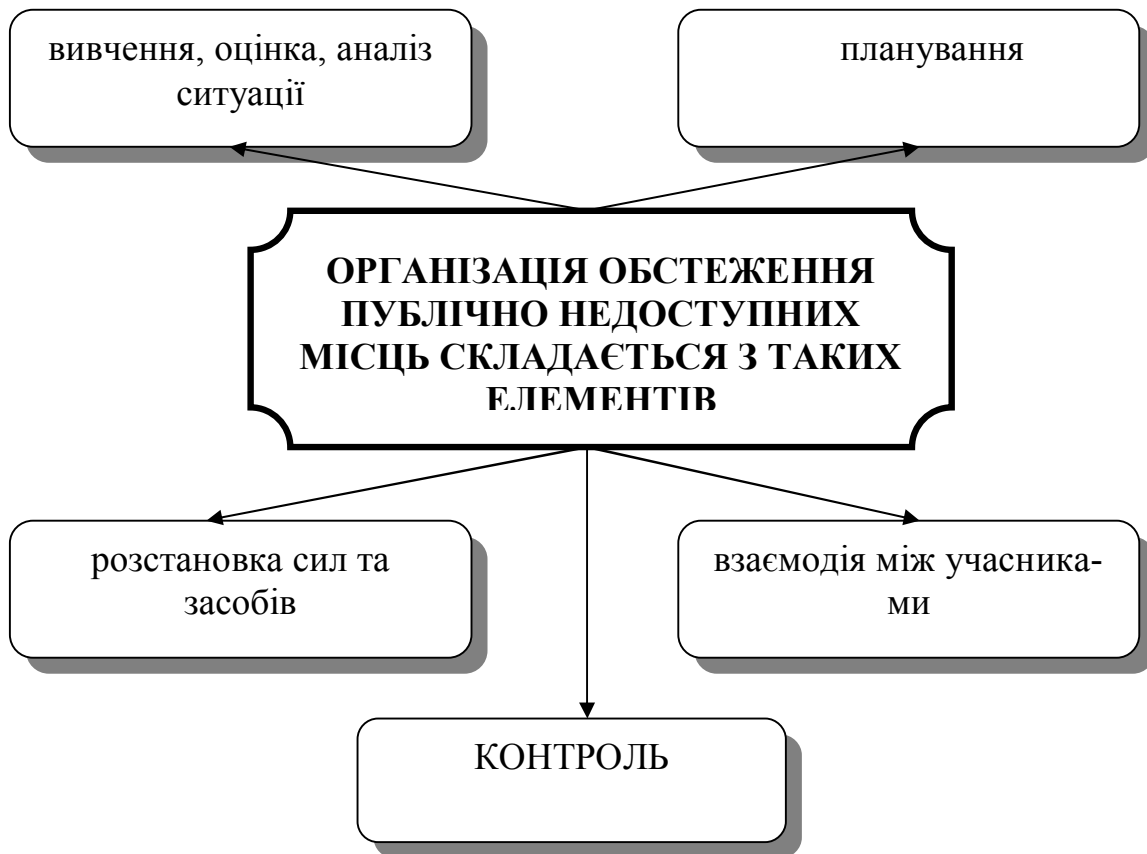 вивчення, оцінка, аналіз
ситуації
планування
ОРГАНІЗАЦІЯ ОБСТЕЖЕННЯ
ПУБЛІЧНО НЕДОСТУПНИХ
МІСЦЬ СКЛАДАЄТЬСЯ З ТАКИХ
ЕЛЕМЕНТІВ
розстановка сил та
засобів
взаємодія між учасника-
ми
КОНТРОЛЬ